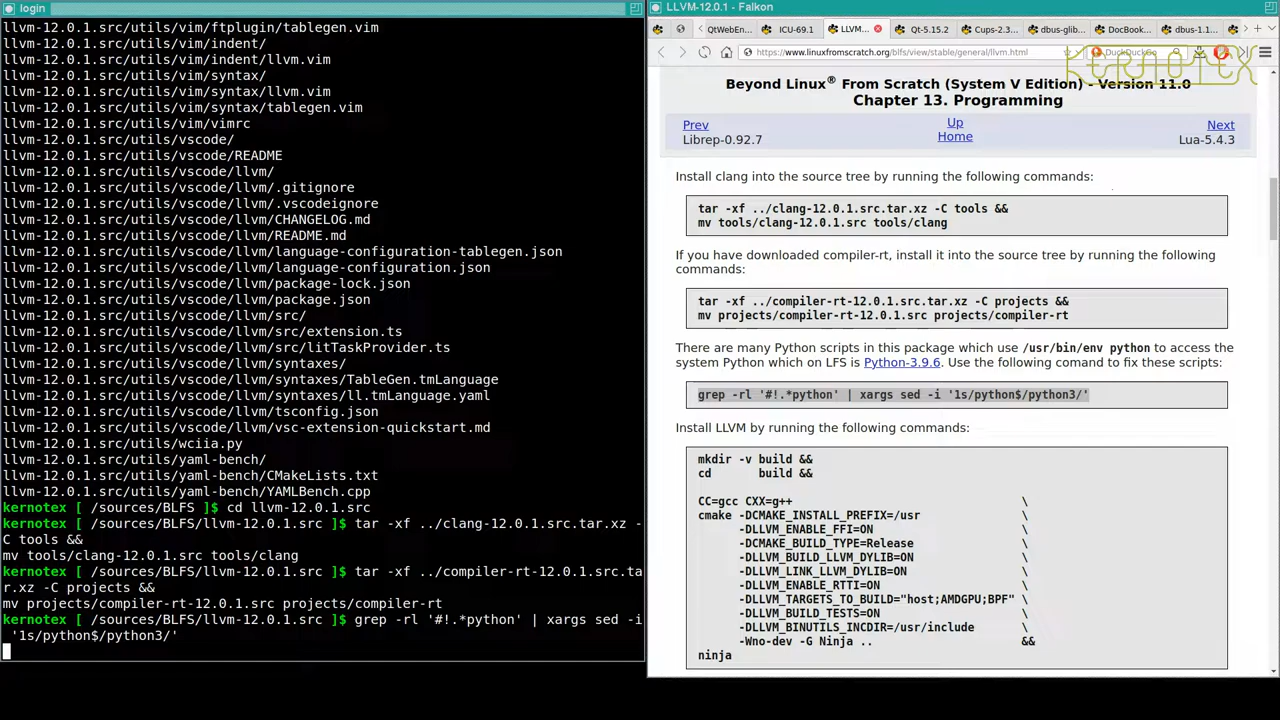 login
llvm-12.0.1.src/utils/vim/ftplugin/tablegen.vim
llvm-12.0.1.src/utils/vim/indent/
llvm-12.0.1.src/utils/vim/indent/llvm.vim
llvm-12.0.1.src/utils/vim/syntax/
llvm-12.0.1.src/utils/vim/syntax/llvm.vim
llvm-12.0.1.src/utils/vim/syntax/tablegen.vim
llvm-12.0.1.src/utils/vim/vimrc
llvm-12.0.1.src/utils/vscode/
llvm-12.0.1.src/utils/vscode/README
llvm-12.0.1.src/utils/vscode/llvm/
llvm-12.0.1.src/utils/vscode/llvm/.gitignore
llvm-12.0.1.src/utils/vscode/llvm/.vscodeignore
llvm-12.0.1.src/utils/vscode/llvm/CHANGELOG.md
llvm-12.0.1.src/utils/vscode/llvm/README.md
llvm-12.0.1.src/utils/vscode/llvm/language-configuration-tablegen.json
llvm-12.0.1.src/utils/vscode/llvm/language-configuration.json
llvm-12.0.1.src/utils/vscode/llvm/package-lock.json
llvm-12.0.1.src/utils/vscode/llvm/package.json
llvm-12.0.1.src/utils/vscode/llvm/src/
llvm-12.0.1.src/utils/vscode/llvm/src/extension.ts
llvm-12.0.1.src/utils/vscode/llvm/src/litTaskProvider.ts
llvm-12.0.1.src/utils/vscode/llvm/syntaxes/
llvm-12.0.1.src/utils/vscode/llvm/syntaxes/TableGen.tmLanguage
llvm-12.0.1.src/utils/vscode/llvm/syntaxes/ll.tmLanguage.yaml
llvm-12.0.1.src/utils/vscode/llvm/tsconfig.json
llvm-12.0.1.src/utils/vscode/llvm/vsc-extension-quickstart.md
llvm-12.0.1.src/utils/wciia.py
llvm-12.0.1.src/utils/yaml-bench/
llvm-12.0.1.src/utils/yaml-bench/CMakeLists.txt
llvm-12.0.1.src/utils/yaml-bench/YAMLBench.cpp
kernotex [ /sources/BLFS ]$ cd llvm-12.0.1.src
kernotex [ /sources/BLFS/llvm-12.0.1.src ]$ tar -xf ../clang-12.0.1.src.tar.xz -
C tools &&
mv tools/clang-12.0.1.src tools/clang
kernotex [ /sources/BLFS/llvm-12.0.1.src ]$ tar -xf ../compiler-rt-12.0.1.src.ta
r.xz -C projects &&
mv projects/compiler-rt-12.0.1.src projects/compiler-rt
kernotex [ /sources/BLFS/llvm-12.0.1.src ]$ grep -rl '#!.*python' | xargs sed -i
'1s/python$/python3/'
LLVM-12.0.1 - Falkon
QtWebEn... ICU-69.1 LLVM... Qt-5.15.2 Cups-2.3... dbus-glib... DocBook... dbus-1.1...
https://www.linuxfromscratch.org/blfs/view/stable/general/llvm.html DuckDuckGo
KERNOTEX
Beyond Linux® From Scratch (System V Edition) - Version 11.0
Chapter 13. Programming
Prev Up Next
Librep-0.92.7 Home Lua-5.4.3
Install clang into the source tree by running the following commands:
tar -xf ../clang-12.0.1.src.tar.xz -C tools &&
mv tools/clang-12.0.1.src tools/clang
If you have downloaded compiler-rt, install it into the source tree by running the following
commands:
tar -xf ../compiler-rt-12.0.1.src.tar.xz -C projects &&
mv projects/compiler-rt-12.0.1.src projects/compiler-rt
There are many Python scripts in this package which use /usr/bin/env python to access the
system Python which on LFS is Python-3.9.6. Use the following comand to fix these scripts:
grep -rl '#!.*python' | xargs sed -i '1s/python$/python3/'
Install LLVM by running the following commands:
mkdir -v build &&
cd build &&
CC=gcc CXX=g++ \
cmake -DCMAKE_INSTALL_PREFIX=/usr \
-DLLVM_ENABLE_FFI=ON \
-DCMAKE_BUILD_TYPE=Release \
-DLLVM_BUILD_LLVM_DYLIB=ON \
-DLLVM_LINK_LLVM_DYLIB=ON \
-DLLVM_ENABLE_RTTI=ON \
-DLLVM_TARGETS_TO_BUILD="host;AMDGPU;BPF" \
-DLLVM_BUILD_TESTS=ON \
-DLLVM_BINUTILS_INCDIR=/usr/include \
-Wno-dev -G Ninja .. &&
ninja